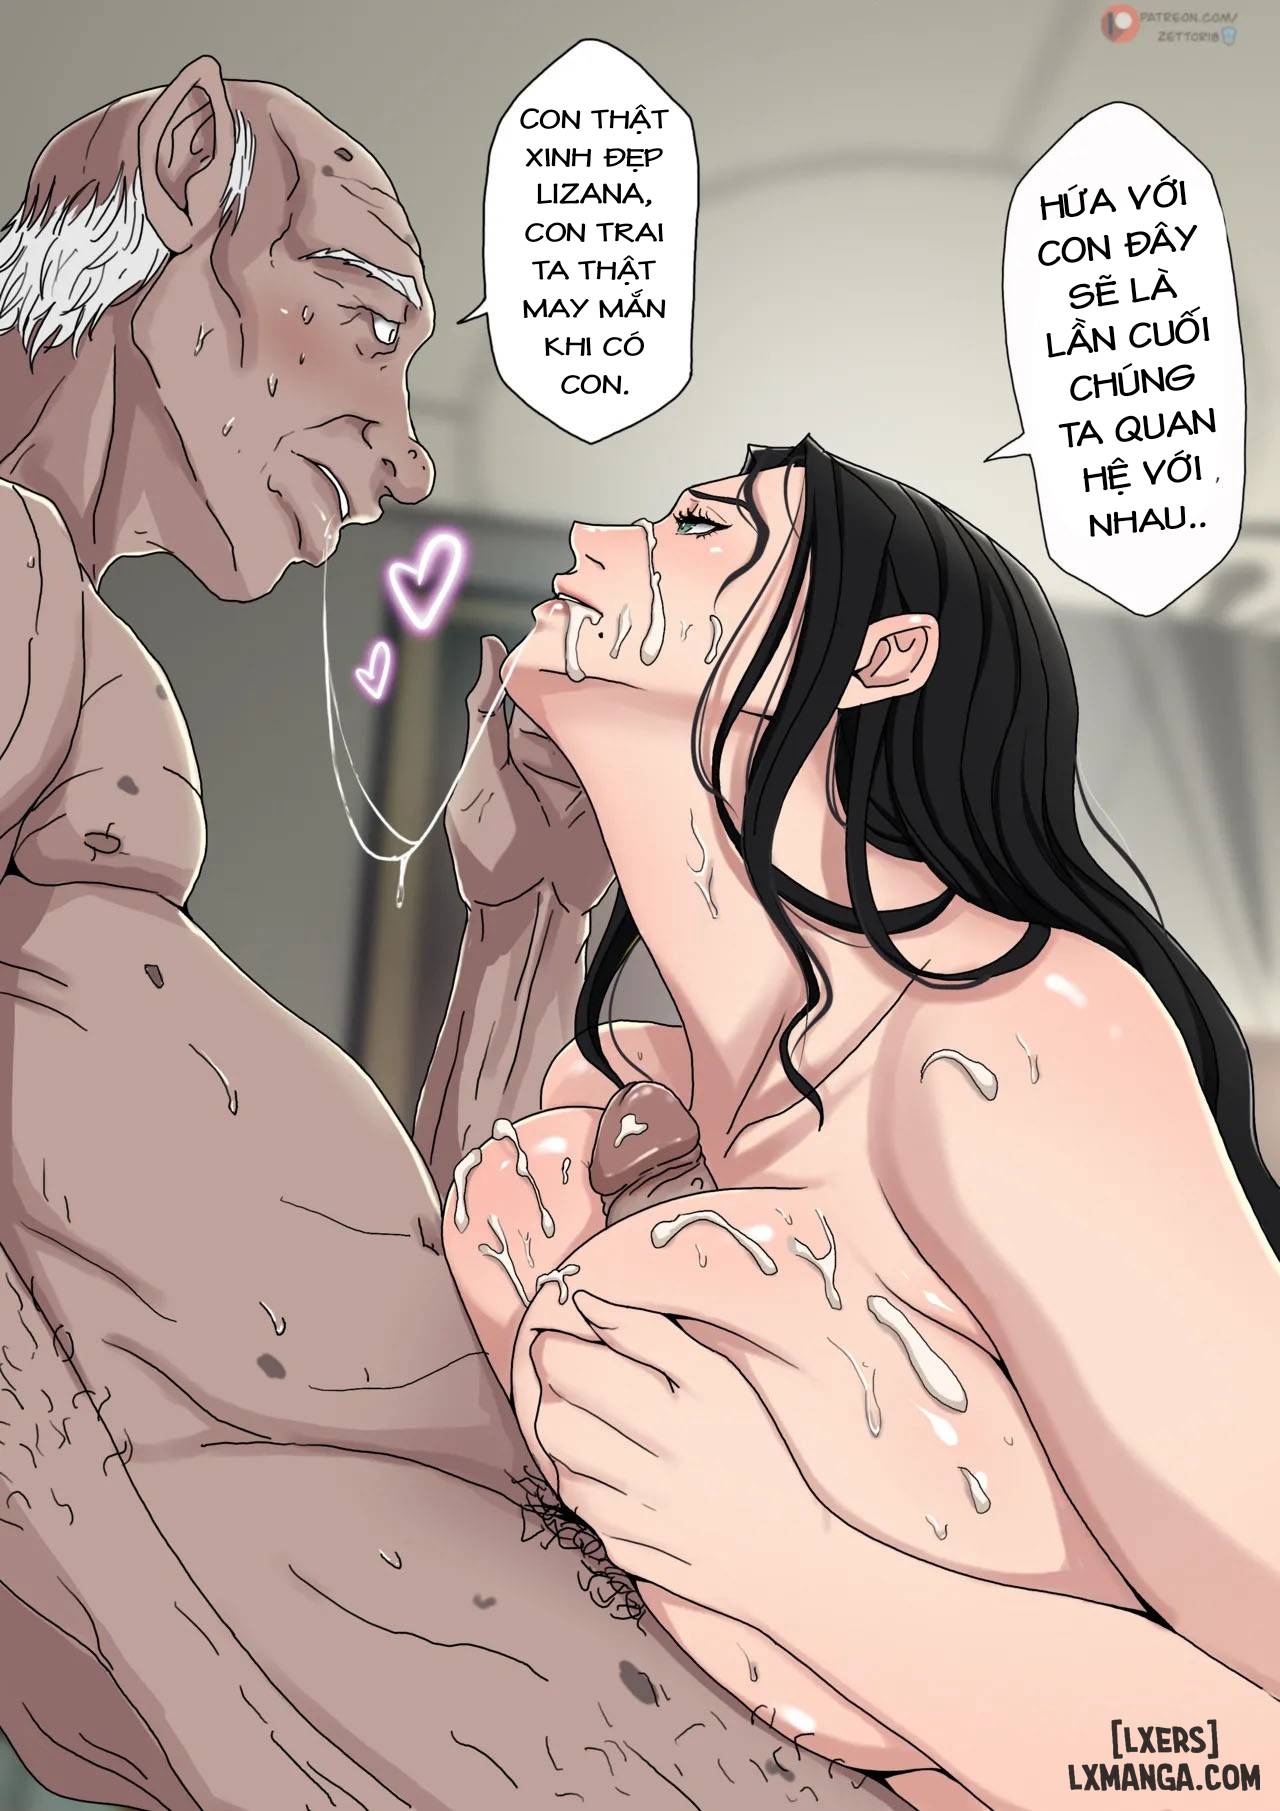 PATREON.COM/
ZETTORI8
CON THẬT
XINH ĐẸP
LIZANA,
CON TRAI
TA THẬT
MAY MẮN
KHI CÓ
CON.
HỨA VỚI
CON ĐÂY
SẼ LÀ
LẦN CUỐI
CHÚNG
TA QUAN
HỆ VỚI
NHAU..
[LXERS]
LXMANGA.COM